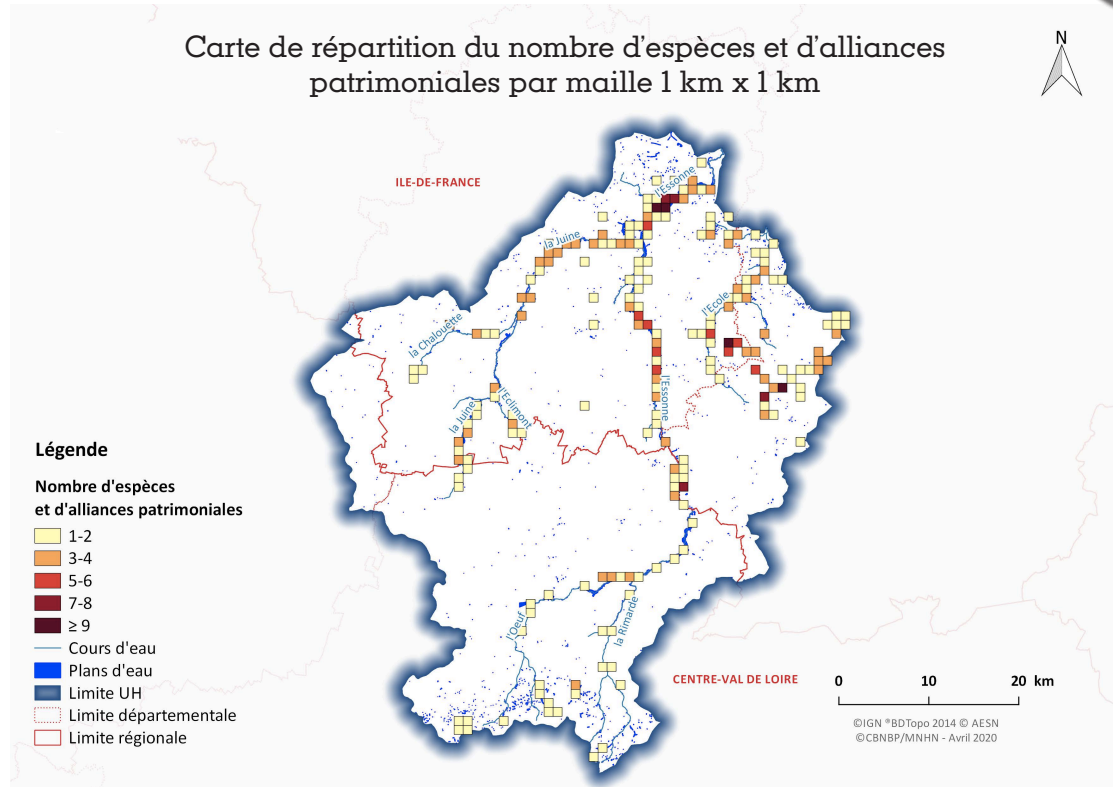 Carte de répartition du nombre d'espèces et d'alliances
patrimoniales par maille 1 km x 1 km
N
ILE-DE-FRANCE
l'Essonne
la Juine
l'Ecole
la Chalouette
l'Essonne
la Juine
l'Eclimont
l'Oeuf
la Rimarde
CENTRE-VAL DE LOIRE
Légende
Nombre d'espèces
et d'alliances patrimoniales
1-2
3-4
5-6
7-8
≥ 9
Cours d'eau
Plans d'eau
Limite UH
Limite départementale
Limite régionale
0 10 20 km
©IGN ®BDTopo 2014 © AESN
©CBNBP/MNHN - Avril 2020